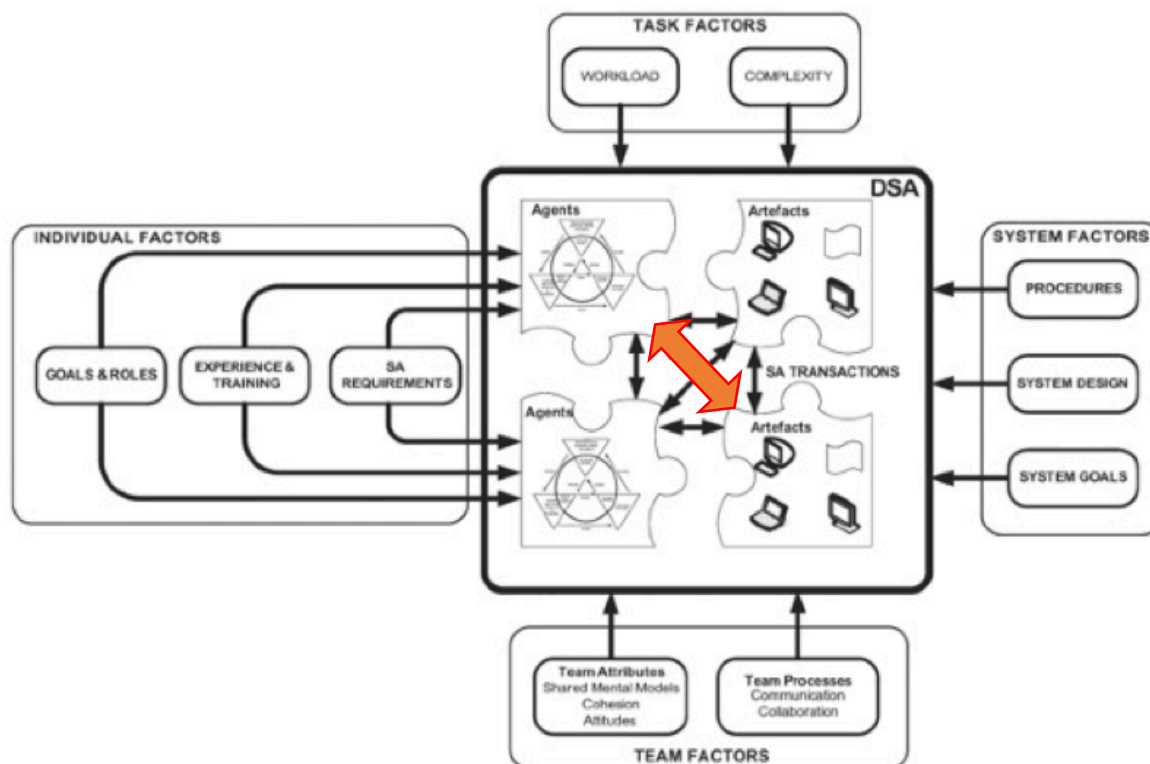 TASK FACTORS
WORKLOAD
COMPLEXITY
DSA
Agents
Artefacts
INDIVIDUAL FACTORS
SYSTEM FACTORS
PROCEDURES
GOALS & ROLES
EXPERIENCE &
TRAINING
SA
REQUIREMENTS
SA TRANSACTIONS
SYSTEM DESIGN
Agents
Artefacts
SYSTEM GOALS
Team Attributes
Shared Mental Models
Cohesion
Attitudes
Team Processes
Communication
Collaboration
TEAM FACTORS